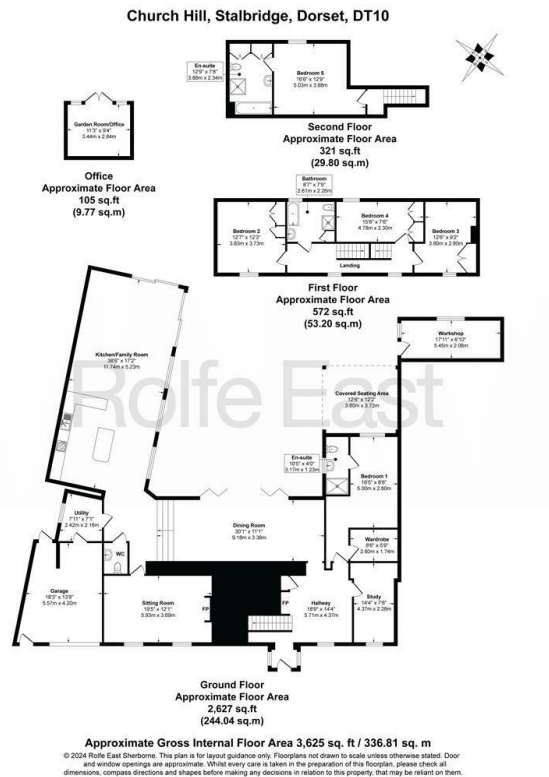 Church Hill, Stalbridge, Dorset, DT10
En-suite
12'9" x 7'8"
3.88m x 2.34m
Bedroom 5
16'6" x 12'9"
5.03m x 3.88m
Second Floor
Approximate Floor Area
321 sq.ft
(29.80 sq.m)
Garden Room/Office
11'3" x 9'4"
3.44m x 2.84m
Office
Approximate Floor Area
105 sq.ft
(9.77 sq.m)
Bathroom
8'7" x 7'5"
2.61m x 2.26m
Bedroom 2
12'7" x 12'3"
3.83m x 3.73m
Bedroom 4
15'8" x 7'6"
4.78m x 2.30m
Bedroom 3
12'6" x 9'2"
3.80m x 2.80m
Landing
First Floor
Approximate Floor Area
572 sq.ft
(53.20 sq.m)
Workshop
17'11" x 6'10"
5.45m x 2.08m
Kitchen/Family Room
38'6" x 17'2"
11.74m x 5.23m
Rolfe East
Covered Seating Area
12'6" x 12'2"
3.80m x 3.72m
En-suite
10'5" x 4'0"
3.17m x 1.23m
Bedroom 1
16'5" x 8'6"
5.00m x 2.60m
Utility
7'11" x 7'1"
2.42m x 2.16m
Dining Room
30'1" x 11'1"
9.18m x 3.38m
Wardrobe
8'6" x 5'9"
2.60m x 1.74m
WC
Garage
18'3" x 13'9"
5.57m x 4.20m
Sitting Room
19'5" x 12'1"
5.93m x 3.69m
FP
FP
Hallway
18'9" x 14'4"
5.71m x 4.37m
Study
14'4" x 7'6"
4.37m x 2.28m
Ground Floor
Approximate Floor Area
2,627 sq.ft
(244.04 sq.m)
Approximate Gross Internal Floor Area 3,625 sq. ft / 336.81 sq. m
© 2024 Rolfe East Sherborne. This plan is for layout guidance only. Floorplans not drawn to scale unless otherwise stated. Door
and window openings are approximate. Whilst every care is taken in the preparation of this floorplan, please check all
dimensions, compass directions and shapes before making any decisions in relation to this property, that may be relied on them.